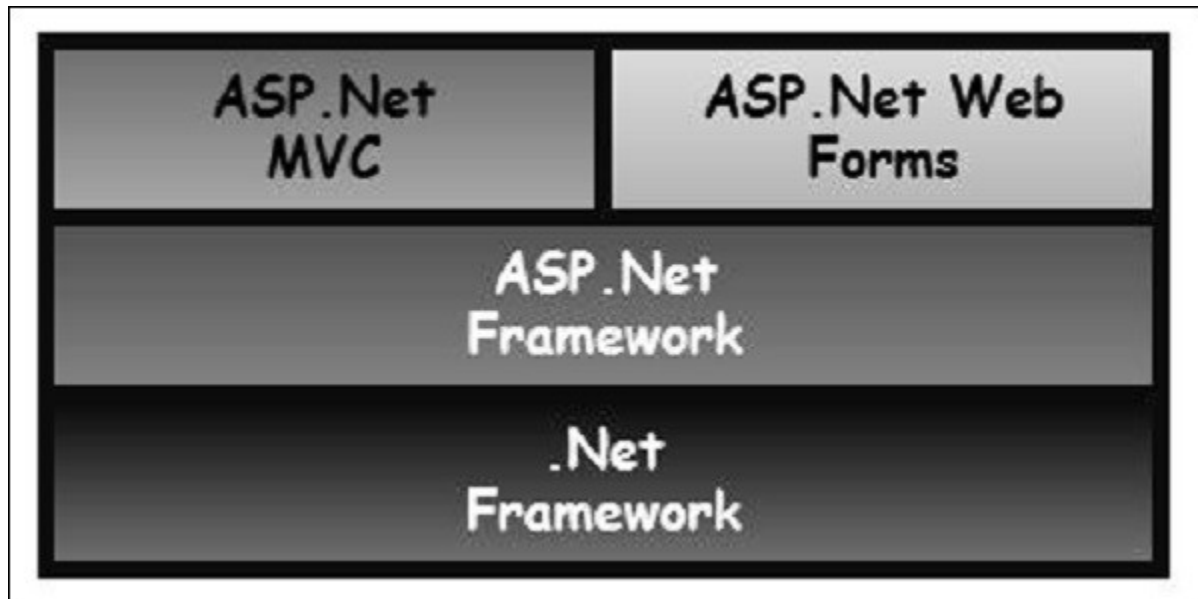 ASP.Net
MVC
ASP.Net Web
Forms
ASP.Net
Framework
.Net
Framework